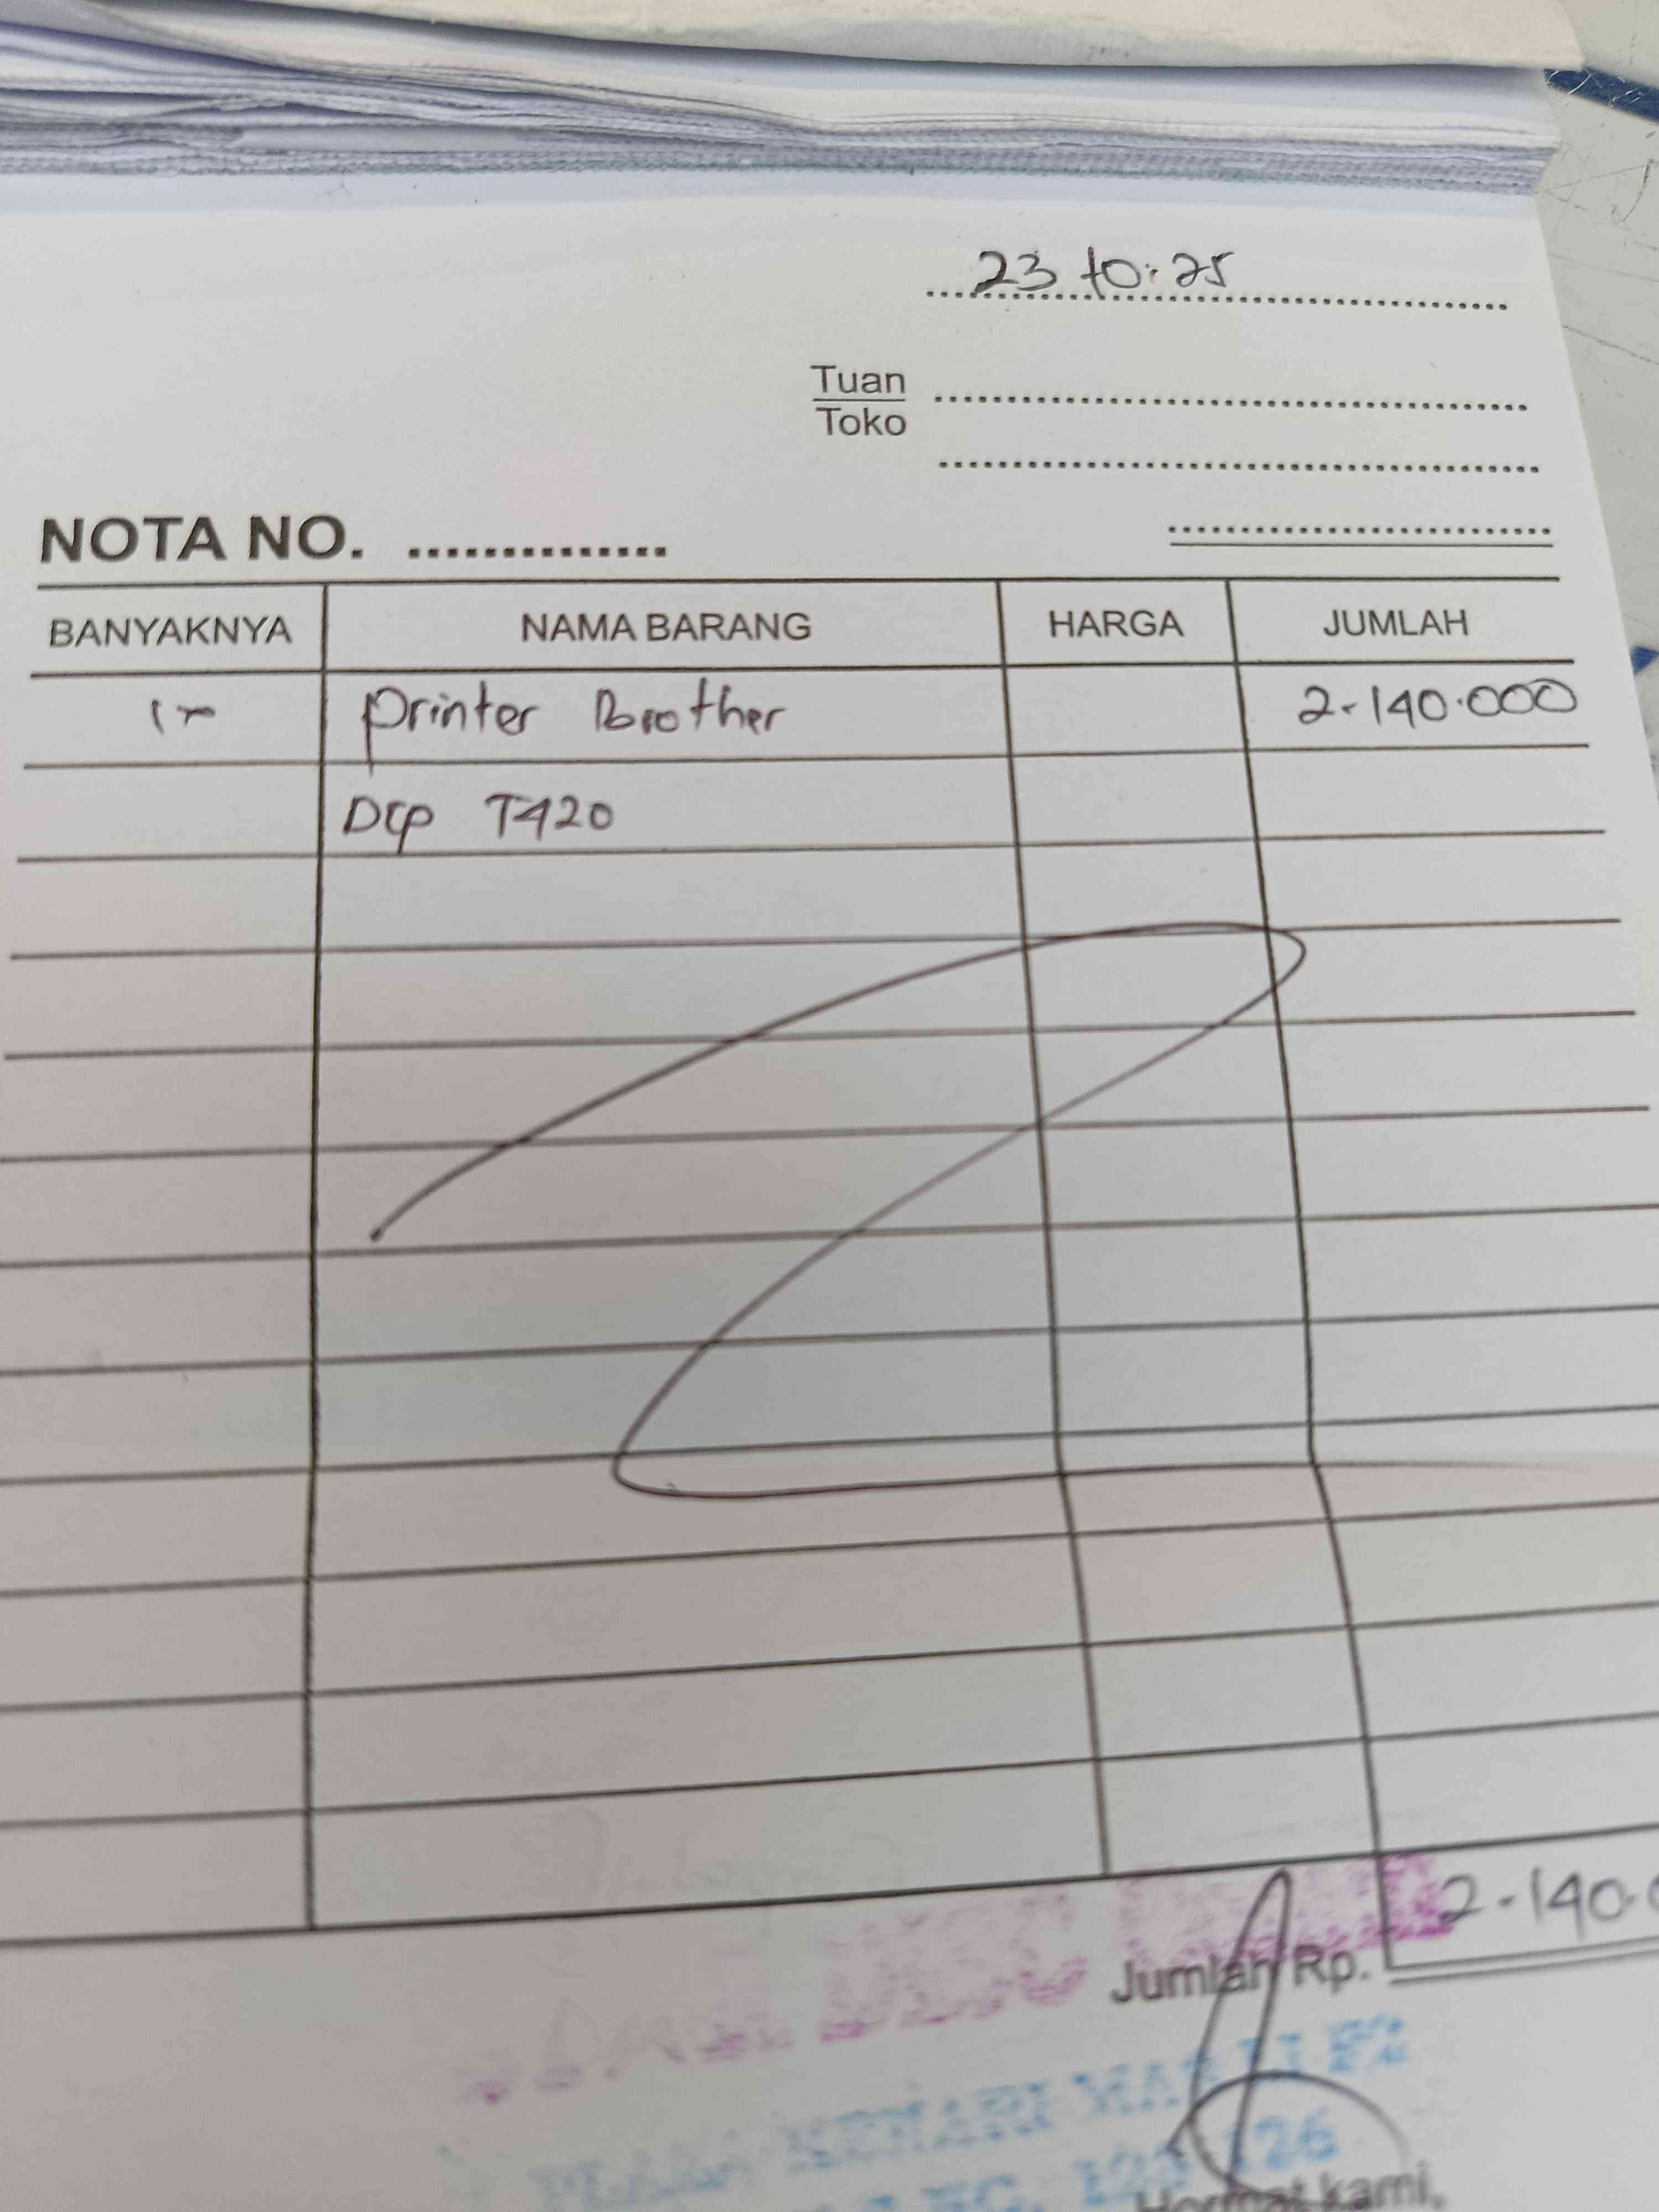 23 10.25
Tuan
Toko
NOTA NO.
BANYAKNYA NAMA BARANG HARGA JUMLAH
1 Printer Brother 2.140.000
Dcp T420
2.140.
Jumlah Rp.
126
Hormat kami,